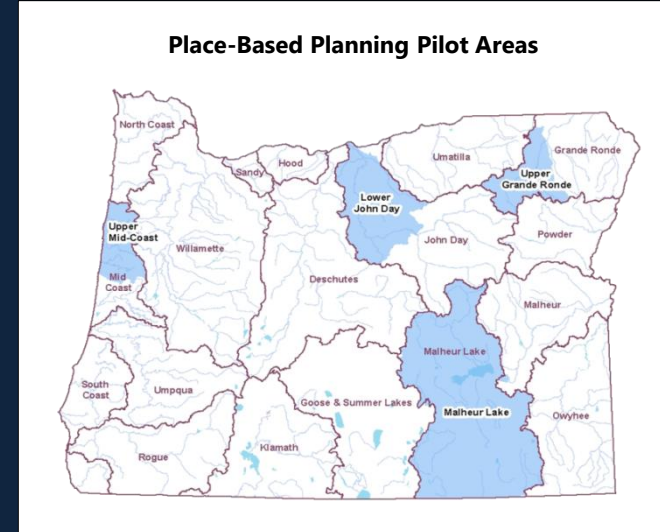 Place-Based Planning Pilot Areas
North Coast
Sandy
Hood
Umatilla
Grande Ronde
Upper
Grande Ronde
Lower
John Day
Upper
Mid-Coast
Willamette
John Day
Powder
Mid
Coast
Deschutes
Malheur
Malheur Lake
South
Coast
Umpqua
Goose & Summer Lakes
Malheur Lake
Owyhee
Klamath
Rogue